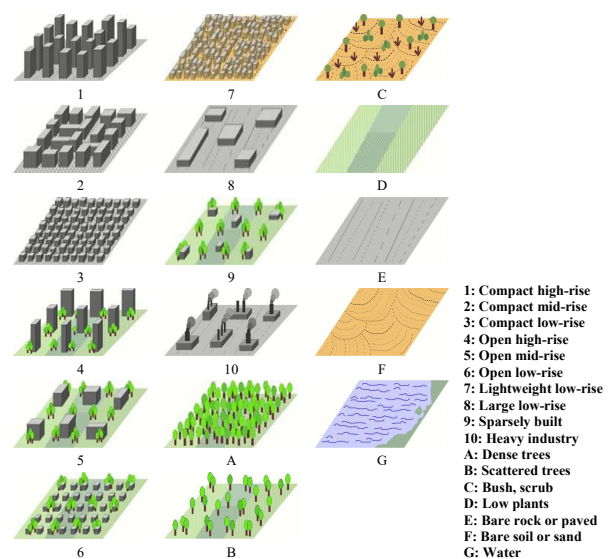 1
7
C
2
8
D
3
9
E
4
10
F
5
A
G
6
B
1: Compact high-rise
2: Compact mid-rise
3: Compact low-rise
4: Open high-rise
5: Open mid-rise
6: Open low-rise
7: Lightweight low-rise
8: Large low-rise
9: Sparsely built
10: Heavy industry
A: Dense trees
B: Scattered trees
C: Bush, scrub
D: Low plants
E: Bare rock or paved
F: Bare soil or sand
G: Water